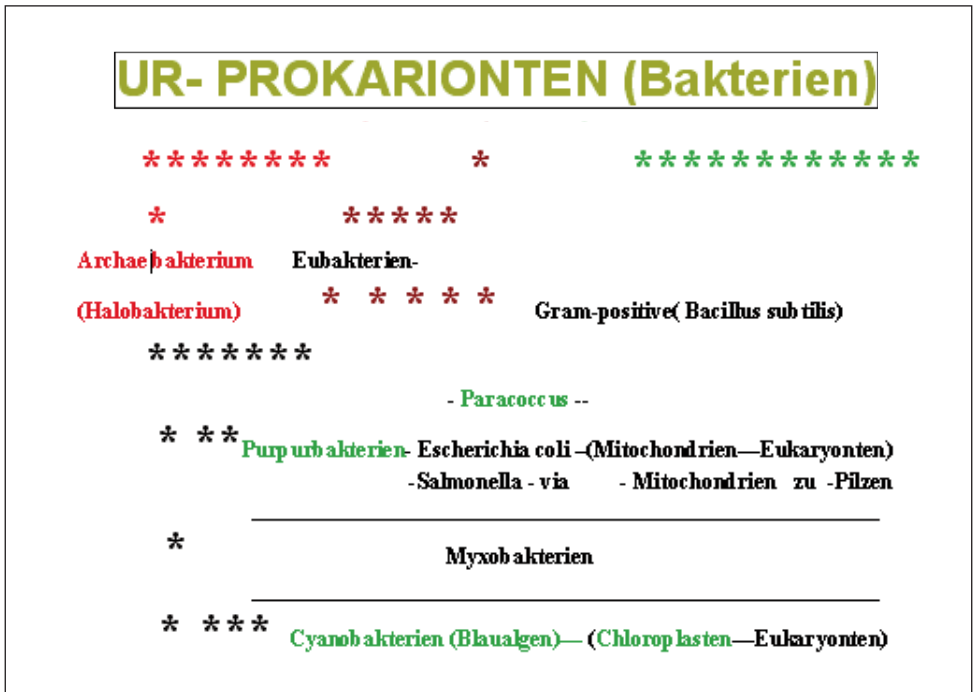 UR- PROKARIONTEN (Bakterien)
******** * ************
* *****
Archaebakterium Eubakterien-
(Halobakterium) * * * * * Gram-positive( Bacillus subtilis)
*******
- Paracoccus --
* ** Purpurbakterien- Escherichia coli –(Mitochondrien—Eukaryonten)
-Salmonella - via - Mitochondrien zu -Pilzen
* Myxobakterien
* *** Cyanobakterien (Blaualgen)— (Chloroplasten—Eukaryonten)